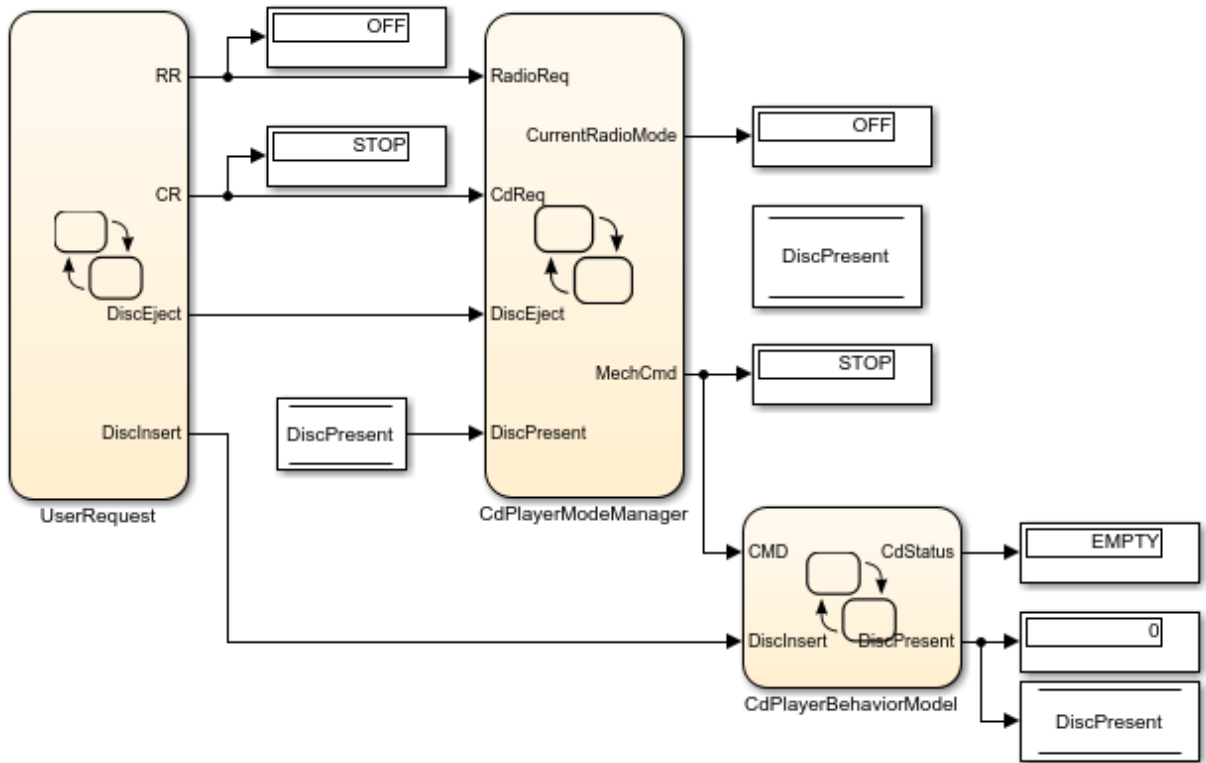 OFF
RR
RadioReq
CurrentRadioMode
OFF
STOP
CR
CdReq
DiscPresent
DiscEject
DiscEject
MechCmd
STOP
DiscInsert
DiscPresent
DiscPresent
UserRequest
CdPlayerModeManager
CMD
CdStatus
EMPTY
DiscInsert
DiscPresent
0
CdPlayerBehaviorModel
DiscPresent